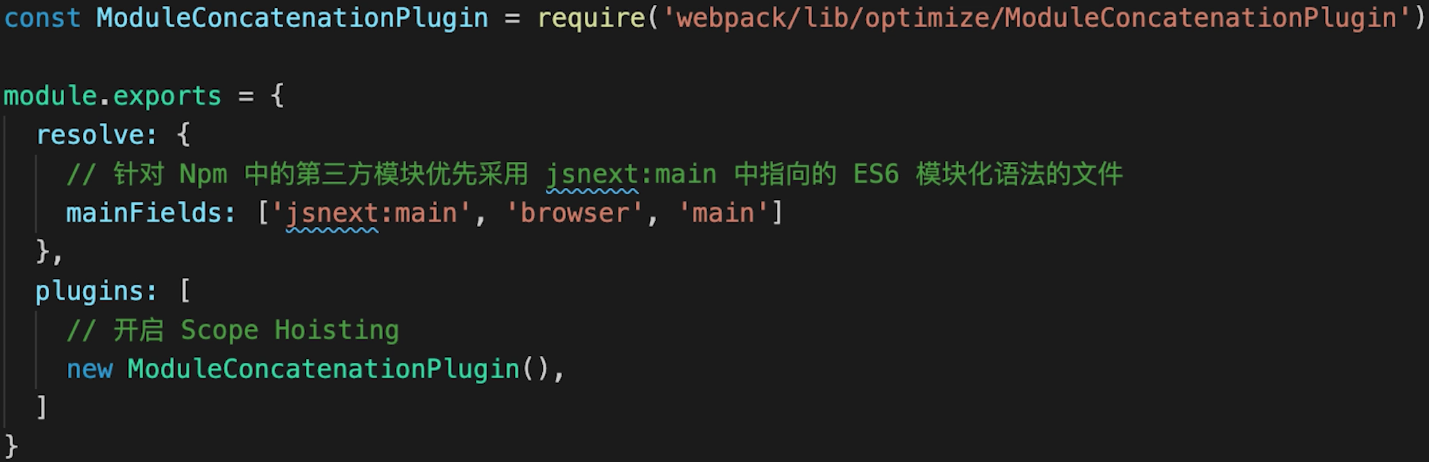 const ModuleConcatenationPlugin = require('webpack/lib/optimize/ModuleConcatenationPlugin')
module.exports = {
resolve: {
// 针对 Npm 中的第三方模块优先采用 jsnext:main 中指向的 ES6 模块化语法的文件
mainFields: ['jsnext:main', 'browser', 'main']
},
plugins: [
// 开启 Scope Hoisting
new ModuleConcatenationPlugin(),
]
}